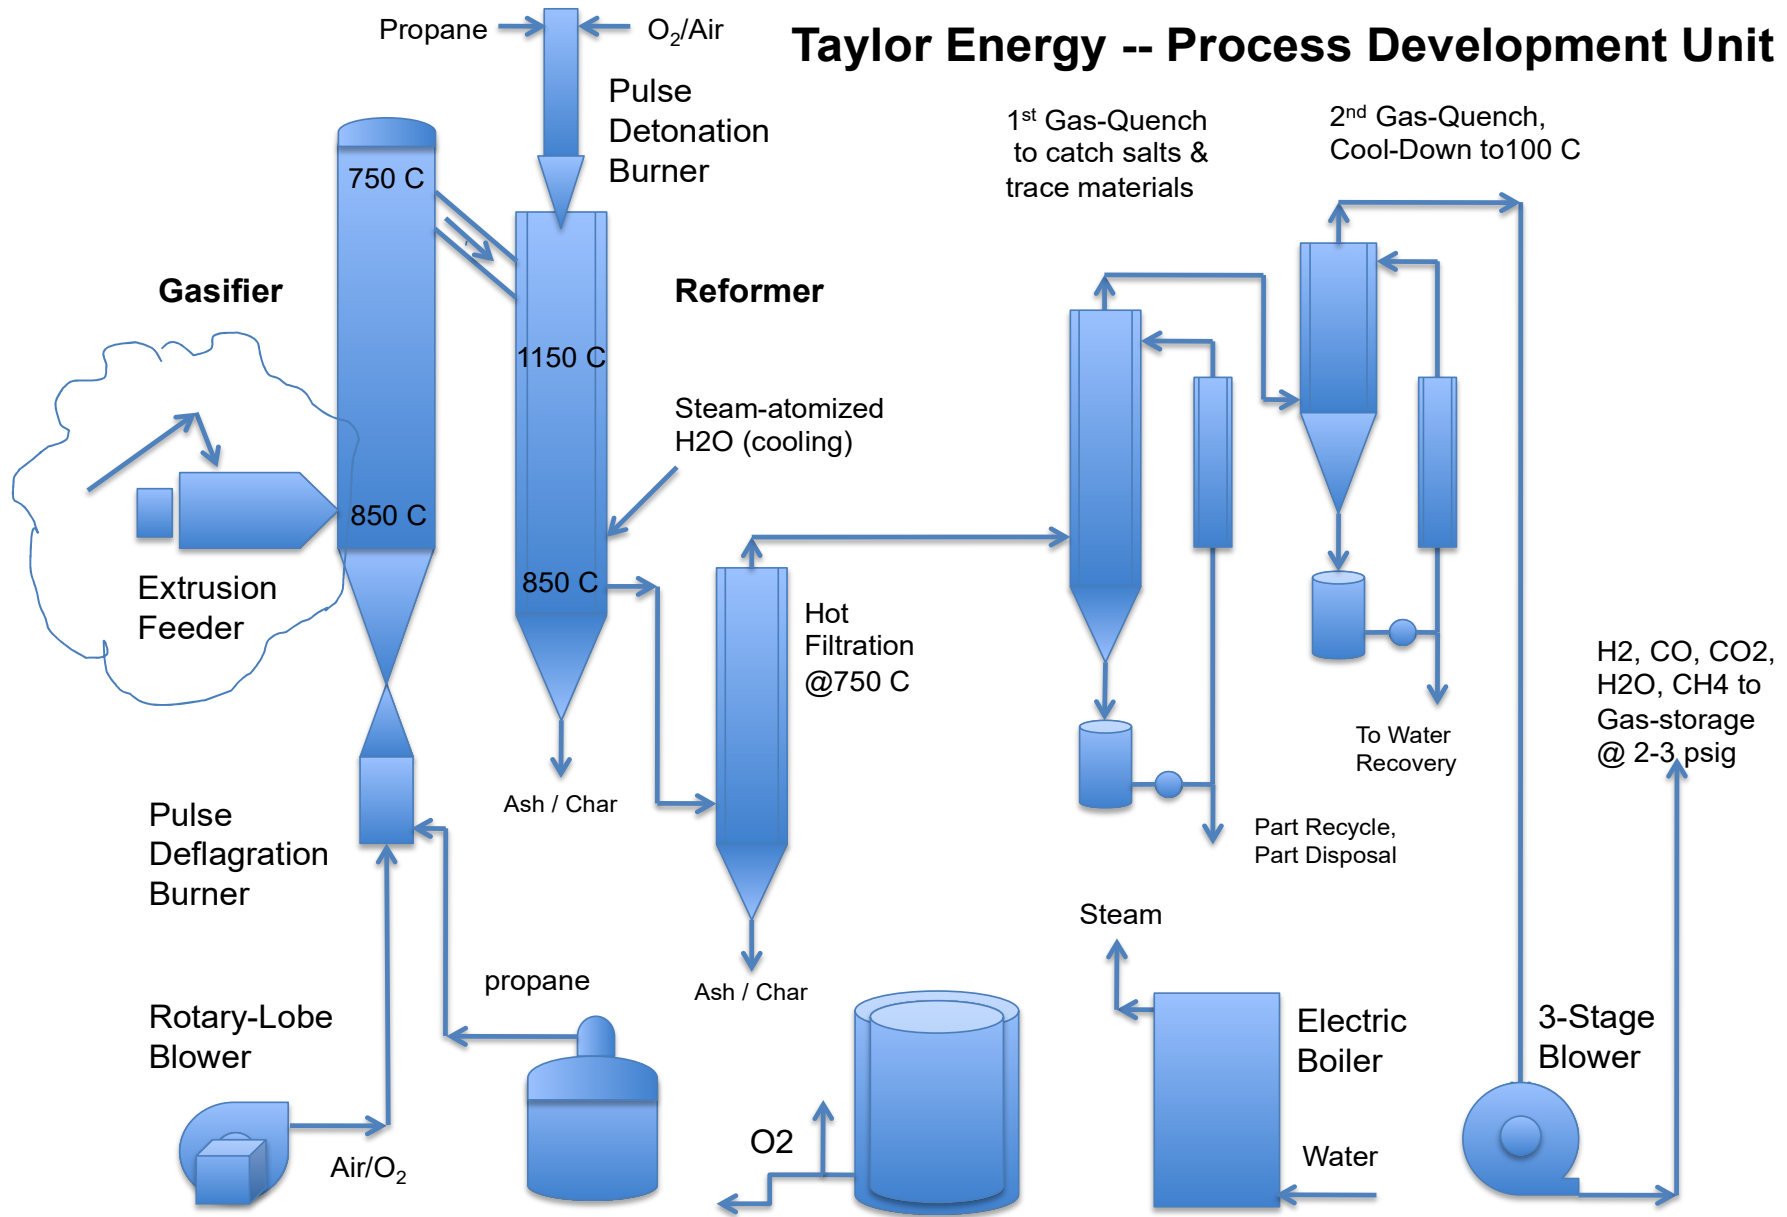 Taylor Energy -- Process Development Unit
Propane
O₂/Air
Pulse
Detonation
Burner
1st Gas-Quench
to catch salts &
trace materials
2nd Gas-Quench,
Cool-Down to100 C
750 C
Gasifier
Reformer
1150 C
Steam-atomized
H2O (cooling)
850 C
Extrusion
Feeder
850 C
Hot
Filtration
@750 C
H2, CO, CO2,
H2O, CH4 to
Gas-storage
@ 2-3 psig
To Water
Recovery
Ash / Char
Pulse
Deflagration
Burner
Part Recycle,
Part Disposal
Steam
propane
Ash / Char
Rotary-Lobe
Blower
Electric
Boiler
3-Stage
Blower
Air/O₂
O2
Water